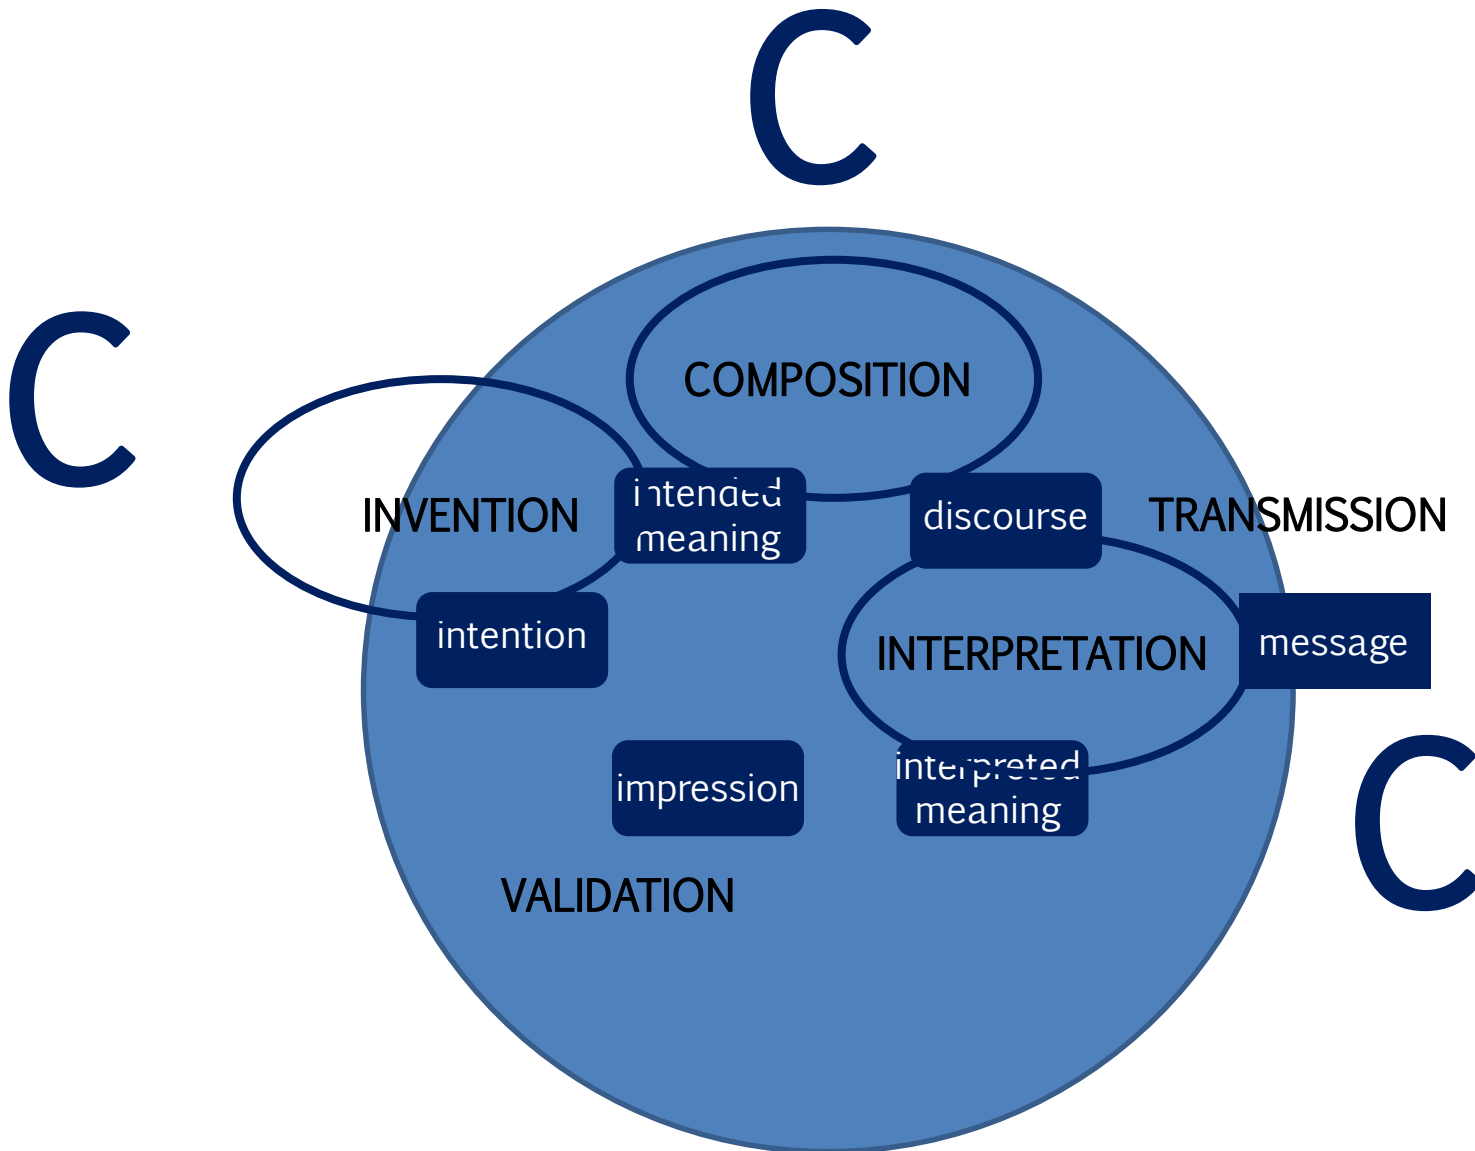 C
C
COMPOSITION
INVENTION
intended
meaning
discourse
TRANSMISSION
intention
INTERPRETATION
message
impression
interpreted
meaning
C
VALIDATION